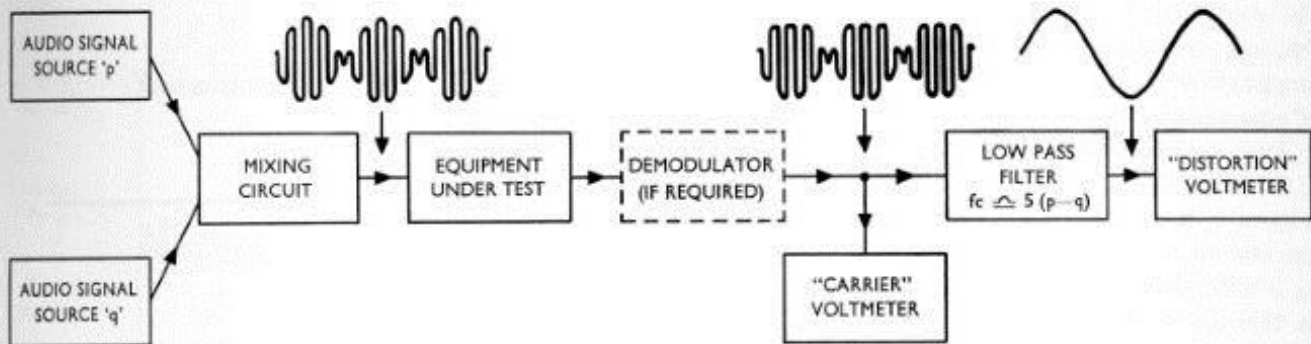 AUDIO SIGNAL
SOURCE 'p'
MIXING
CIRCUIT
EQUIPMENT
UNDER TEST
DEMODULATOR
(IF REQUIRED)
LOW PASS
FILTER
fc ≏ 5 (p—q)
"DISTORTION"
VOLTMETER
AUDIO SIGNAL
SOURCE 'q'
"CARRIER"
VOLTMETER